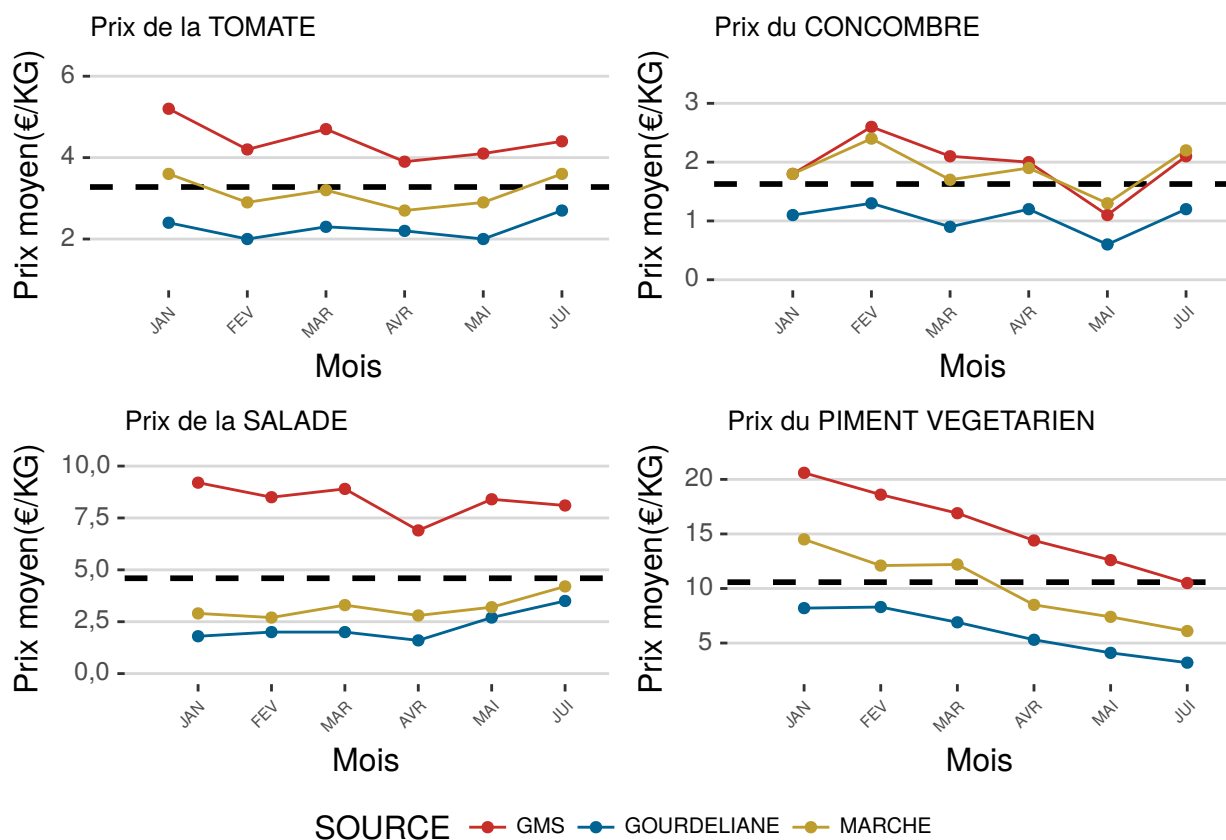 Prix de la TOMATE
Prix moyen(€/KG)
6
4
2
JAN FEV MAR AVR MAI JUI
Mois
Prix du CONCOMBRE
Prix moyen(€/KG)
3
2
1
0
JAN FEV MAR AVR MAI JUI
Mois
Prix de la SALADE
Prix moyen(€/KG)
10,0
7,5
5,0
2,5
0,0
JAN FEV MAR AVR MAI JUI
Mois
Prix du PIMENT VEGETARIEN
Prix moyen(€/KG)
20
15
10
5
JAN FEV MAR AVR MAI JUI
Mois
SOURCE GMS GOURDELIANE MARCHE